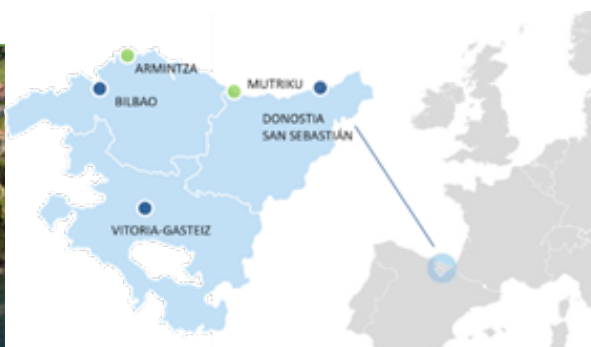 ARMINTZA
BILBAO
MUTRIKU
DONOSTIA
SAN SEBASTIÁN
VITORIA-GASTEIZ